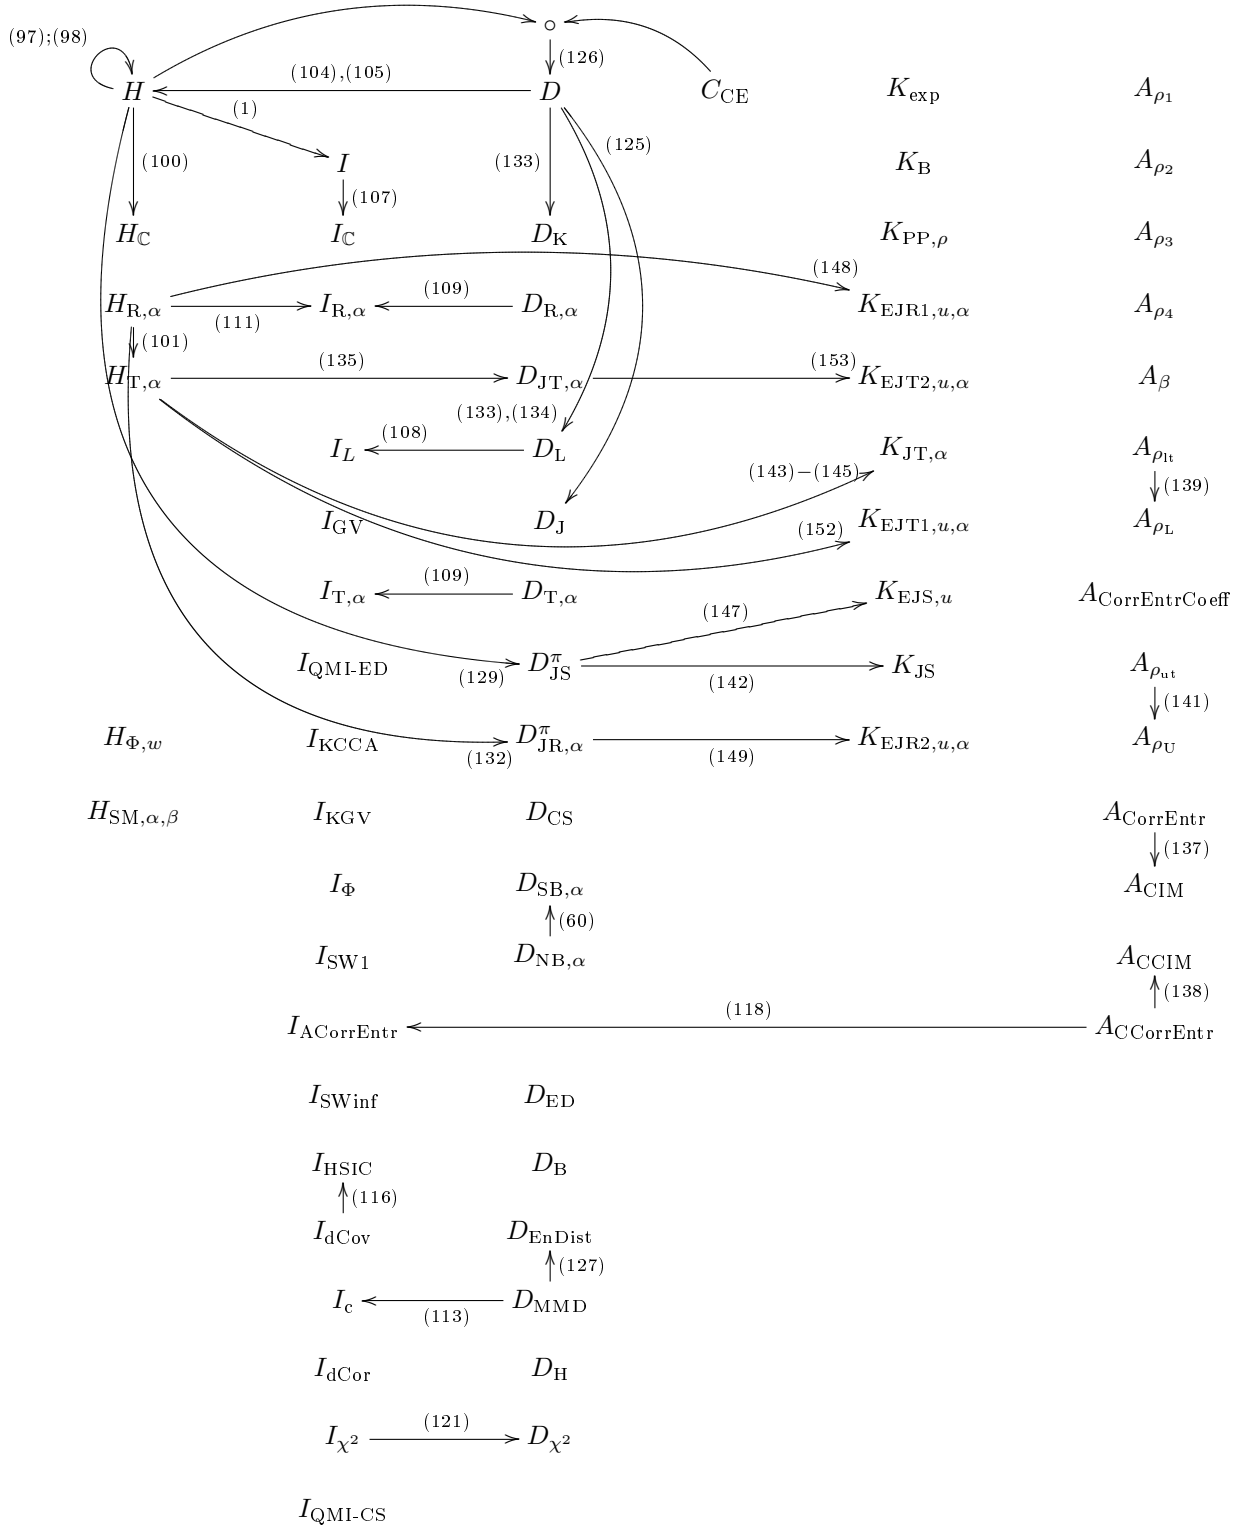 (97);(98) ∘
(126)
(104),(105)
H D C_CE K_exp A_ρ1
(1)
(100) (133) (125)
I K_B A_ρ2
(107)
H_ℂ I_ℂ D_K K_PP,ρ A_ρ3
(148)
(109)
H_R,α I_R,α D_R,α K_EJR1,u,α A_ρ4
(111)
(101)
(135) (153)
H_T,α D_JT,α K_EJT2,u,α A_β
(133),(134)
(108)
I_L D_L K_JT,α A_ρlt
(143)−(145) (139)
I_GV D_J K_EJT1,u,α A_ρL
(152)
(109)
I_T,α D_T,α K_EJS,u A_CorrEntrCoeff
(147)
I_QMI-ED D^π_JS K_JS A_ρut
(129) (142)
(141)
H_Φ,w I_KCCA D^π_JR,α K_EJR2,u,α A_ρU
(132) (149)
H_SM,α,β I_KGV D_CS A_CorrEntr
(137)
I_Φ D_SB,α A_CIM
(60)
I_SW1 D_NB,α A_CCIM
(138)
(118)
I_ACorrEntr A_CCorrEntr
I_SWinf D_ED
I_HSIC D_B
(116)
I_dCov D_EnDist
(127)
I_c D_MMD
(113)
I_dCor D_H
(121)
I_χ² D_χ²
I_QMI-CS